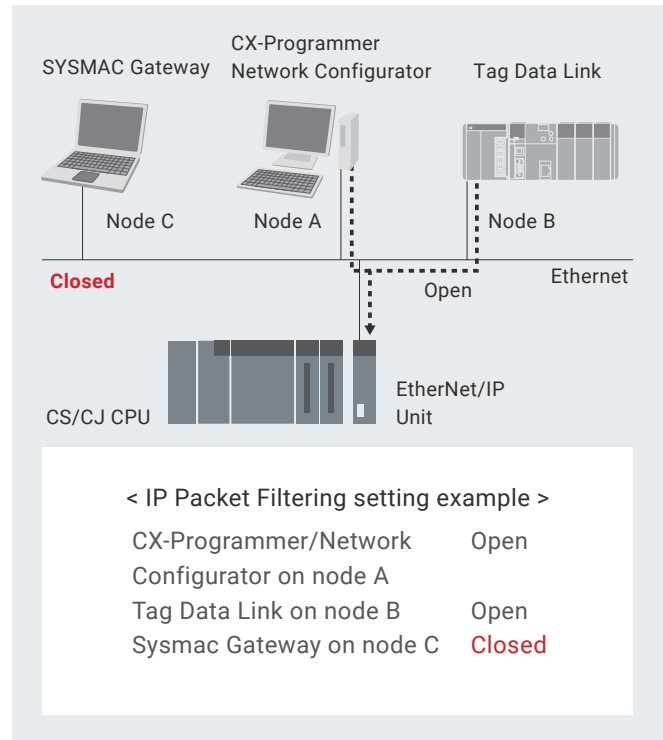 CX-Programmer
SYSMAC Gateway
Network Configurator
Tag Data Link
Node C
Node A
Node B
Closed
Ethernet
Open
EtherNet/IP
Unit
CS/CJ CPU
< IP Packet Filtering setting example >
CX-Programmer/Network Open
Configurator on node A
Tag Data Link on node B Open
Sysmac Gateway on node C Closed